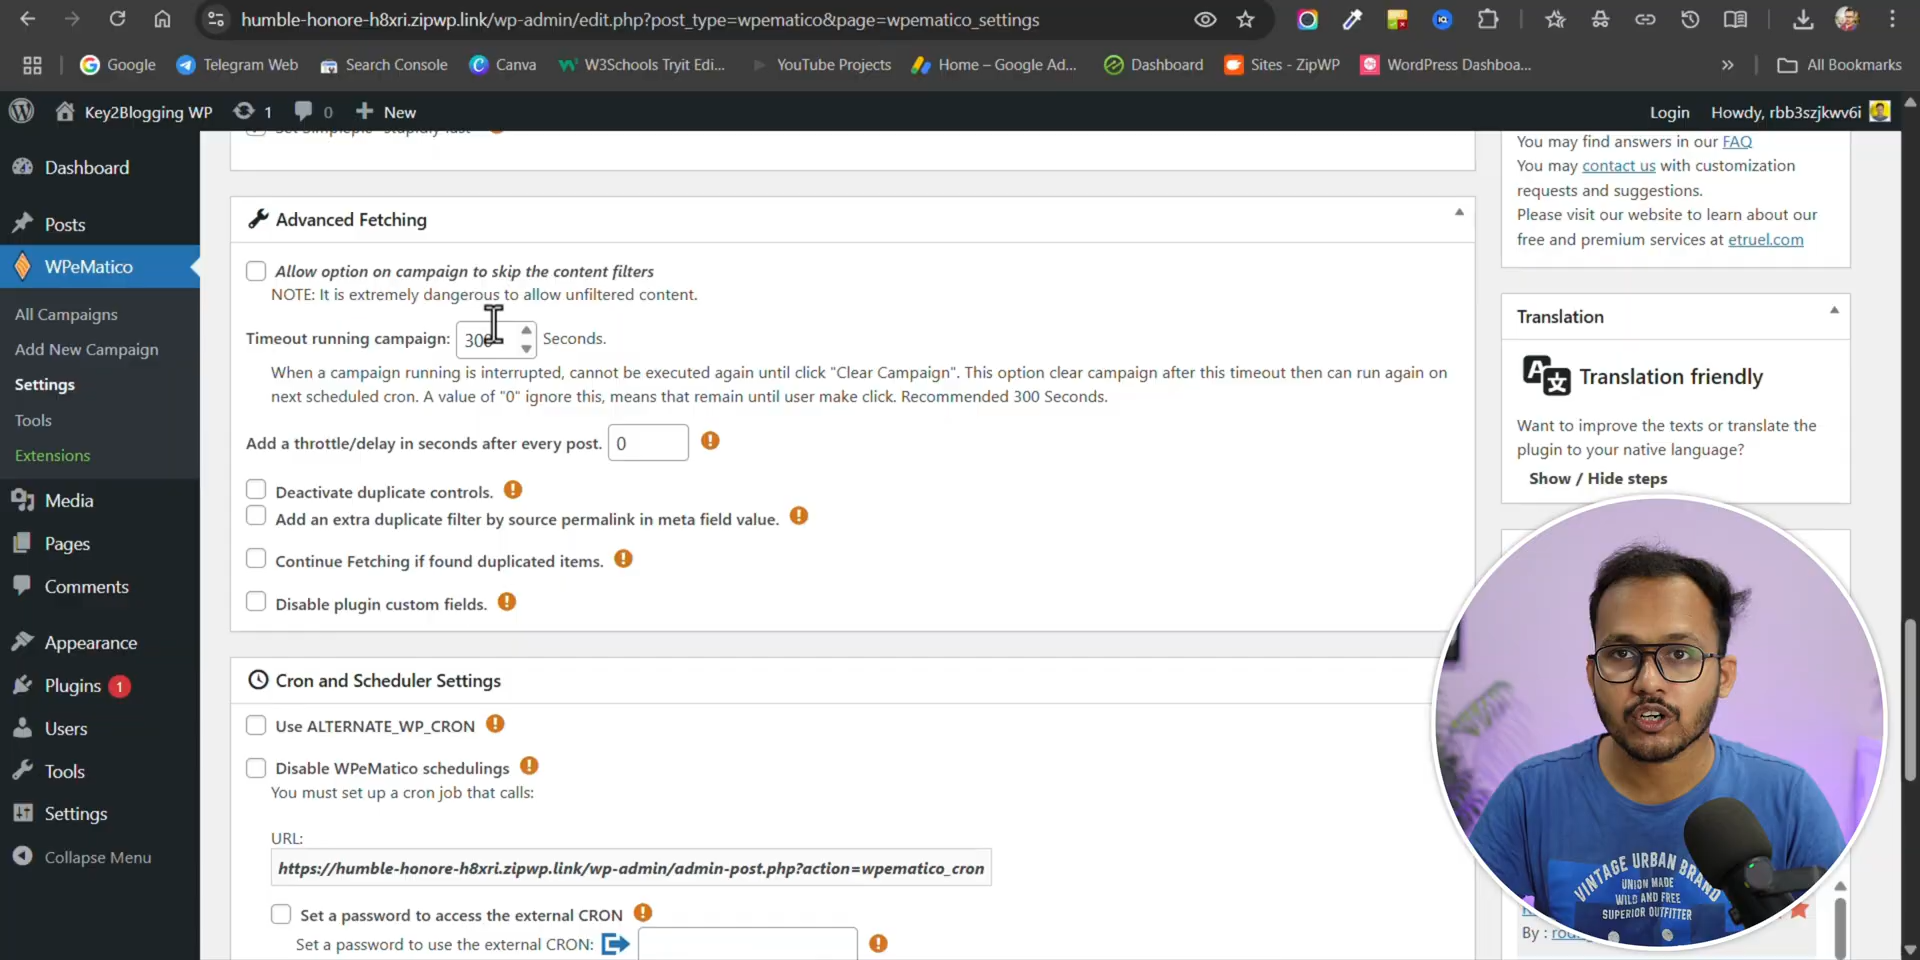 humble-honore-h8xri.zipwp.link/wp-admin/edit.php?post_type=wpematico&page=wpematico_settings
Google
Telegram Web
Search Console
Canva
W3Schools Tryit Edi...
YouTube Projects
Home – Google Ad...
Dashboard
Sites - ZipWP
WordPress Dashboa...
»
All Bookmarks
Key2Blogging WP
1
0
New
Login
Howdy, rbb3szjkwv6i
Dashboard
Posts
WPeMatico
All Campaigns
Add New Campaign
Settings
Tools
Extensions
Media
Pages
Comments
Appearance
Plugins 1
Users
Tools
Settings
Collapse Menu
Advanced Fetching
Allow option on campaign to skip the content filters
NOTE: It is extremely dangerous to allow unfiltered content.
Timeout running campaign: 300 Seconds.
When a campaign running is interrupted, cannot be executed again until click "Clear Campaign". This option clear campaign after this timeout then can run again on
next scheduled cron. A value of "0" ignore this, means that remain until user make click. Recommended 300 Seconds.
Add a throttle/delay in seconds after every post. 0
Deactivate duplicate controls.
Add an extra duplicate filter by source permalink in meta field value.
Continue Fetching if found duplicated items.
Disable plugin custom fields.
Cron and Scheduler Settings
Use ALTERNATE_WP_CRON
Disable WPeMatico schedulings
You must set up a cron job that calls:
URL:
https://humble-honore-h8xri.zipwp.link/wp-admin/admin-post.php?action=wpematico_cron
Set a password to access the external CRON
Set a password to use the external CRON:
You may find answers in our FAQ
You may contact us with customization
requests and suggestions.
Please visit our website to learn about our
free and premium services at etruel.com
Translation
Translation friendly
Want to improve the texts or translate the
plugin to your native language?
Show / Hide steps
By :
VINTAGE URBAN BRAND
UNION MADE
WILD AND FREE
SUPERIOR OUTFITTER